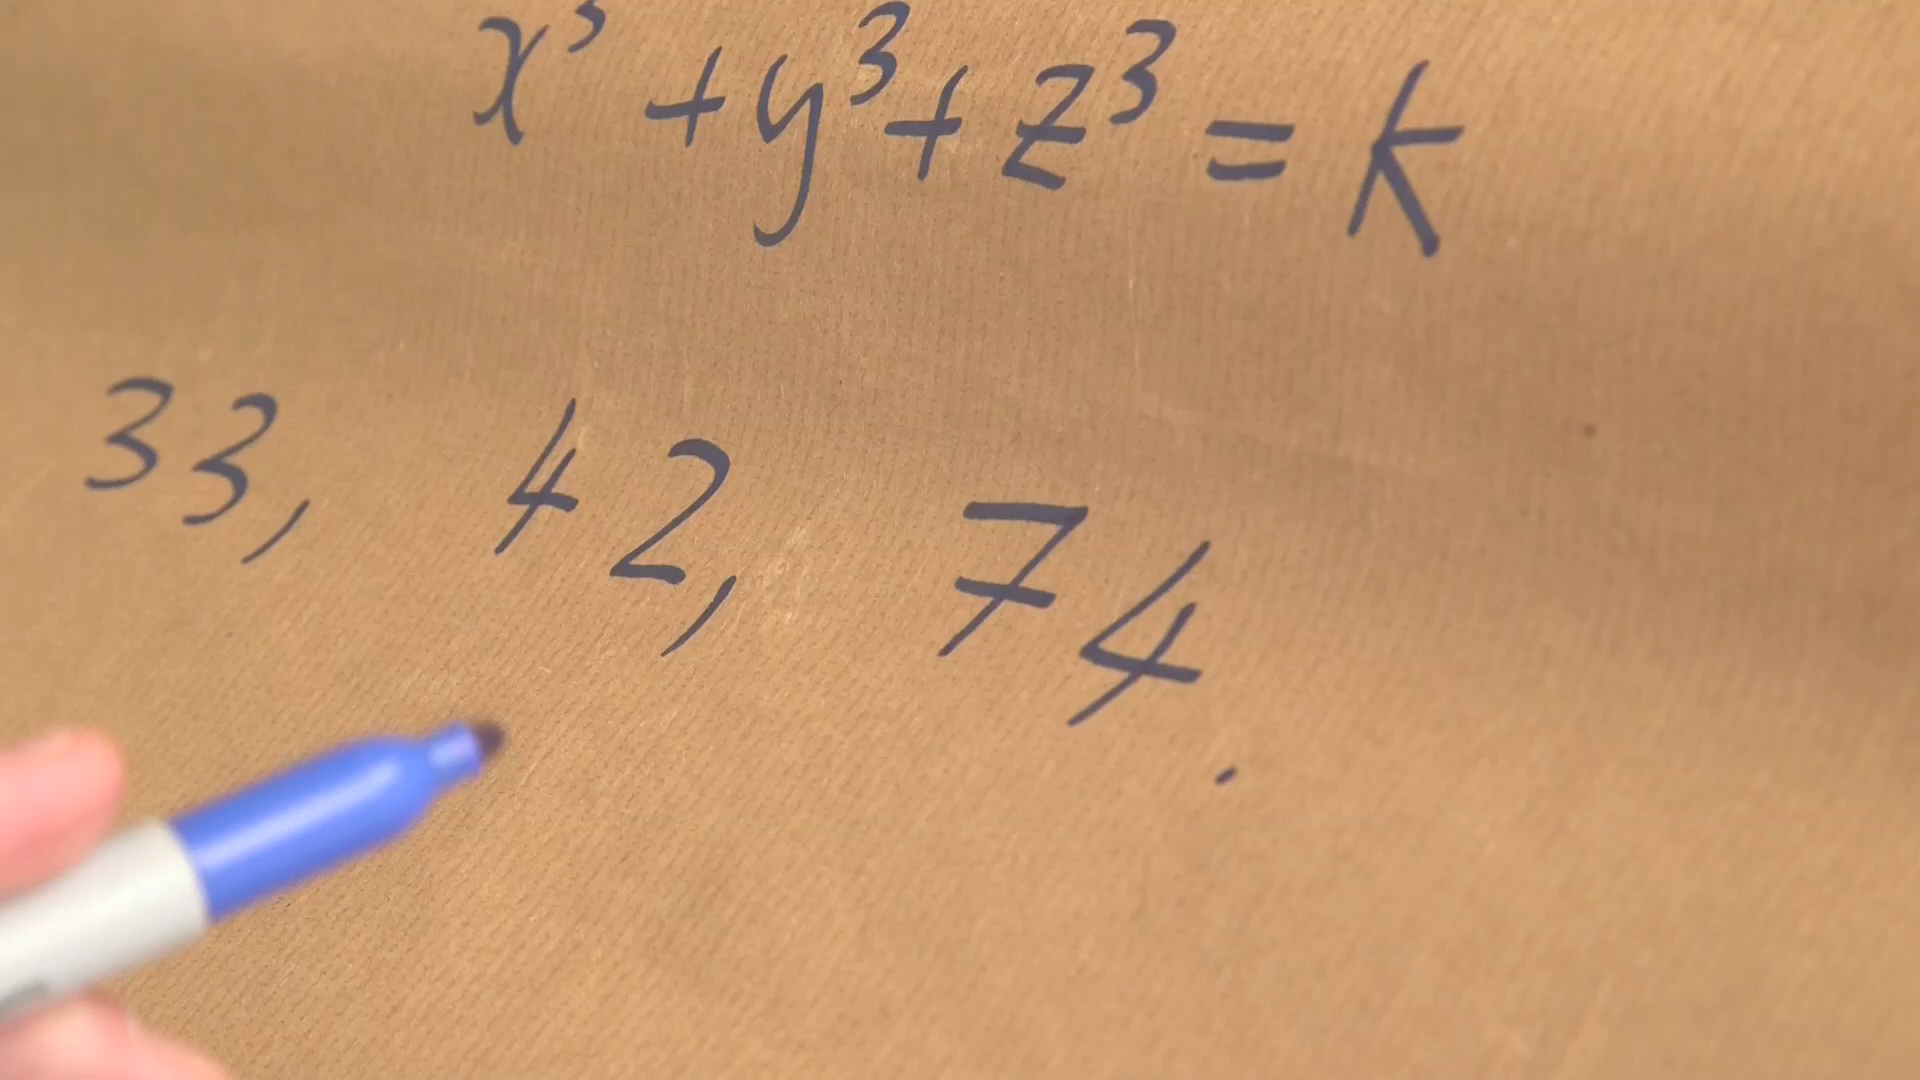 x³ + y³ + z³ = k
33, 42, 74.